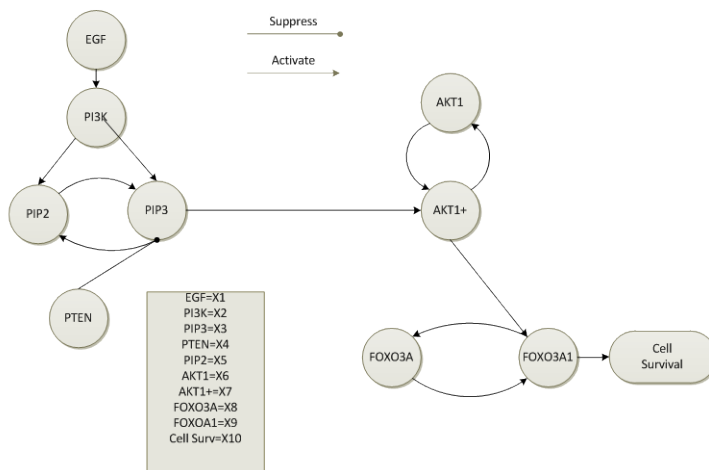 EGF
Suppress
Activate
PI3K
AKT1
PIP2
PIP3
AKT1+
PTEN
EGF=X1
PI3K=X2
PIP3=X3
PTEN=X4
PIP2=X5
AKT1=X6
AKT1+=X7
FOXO3A=X8
FOXOA1=X9
Cell Surv=X10
FOXO3A
FOXO3A1
Cell
Survival